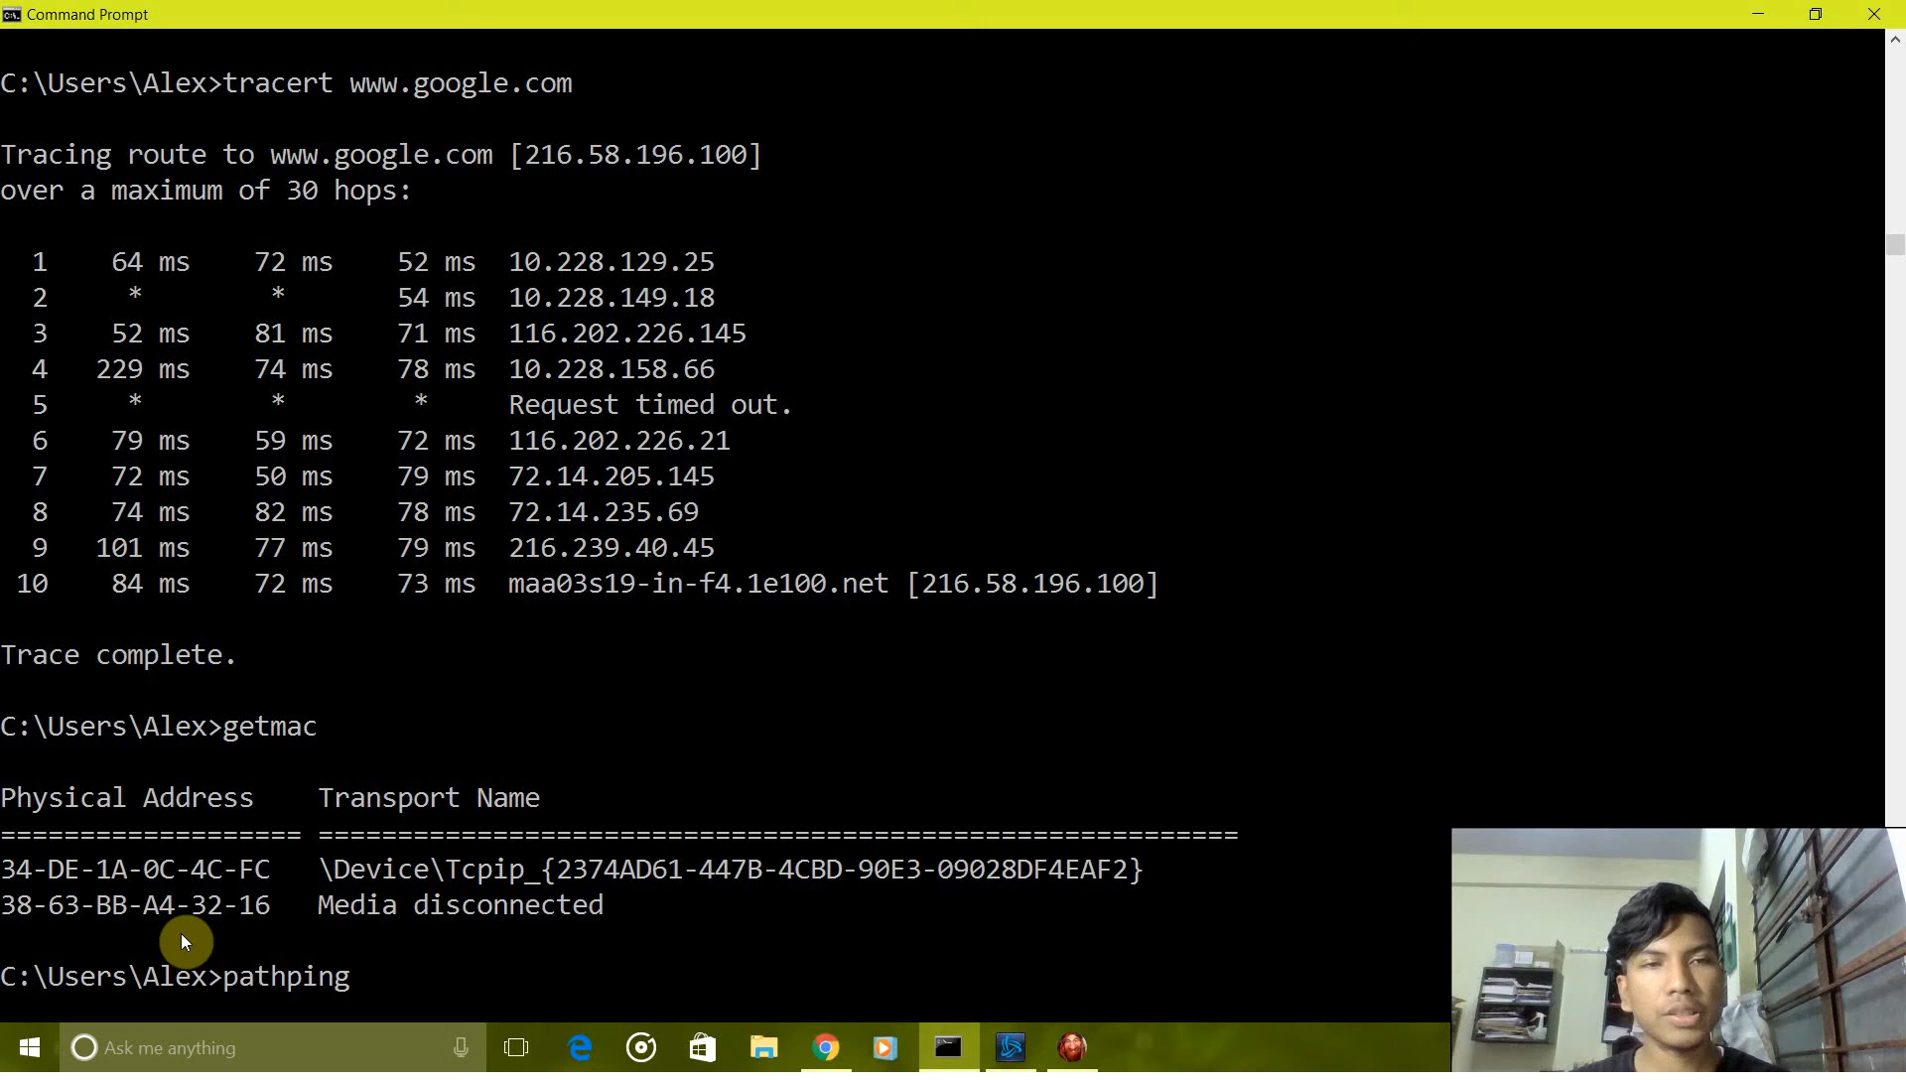 Command Prompt
C:\Users\Alex>tracert www.google.com
Tracing route to www.google.com [216.58.196.100]
over a maximum of 30 hops:
1 64 ms 72 ms 52 ms 10.228.129.25
2 * * 54 ms 10.228.149.18
3 52 ms 81 ms 71 ms 116.202.226.145
4 229 ms 74 ms 78 ms 10.228.158.66
5 * * * Request timed out.
6 79 ms 59 ms 72 ms 116.202.226.21
7 72 ms 50 ms 79 ms 72.14.205.145
8 74 ms 82 ms 78 ms 72.14.235.69
9 101 ms 77 ms 79 ms 216.239.40.45
10 84 ms 72 ms 73 ms maa03s19-in-f4.1e100.net [216.58.196.100]
Trace complete.
C:\Users\Alex>getmac
Physical Address Transport Name
=================== ==========================================================
34-DE-1A-0C-4C-FC \Device\Tcpip_{2374AD61-447B-4CBD-90E3-09028DF4EAF2}
38-63-BB-A4-32-16 Media disconnected
C:\Users\Alex>pathping
Ask me anything